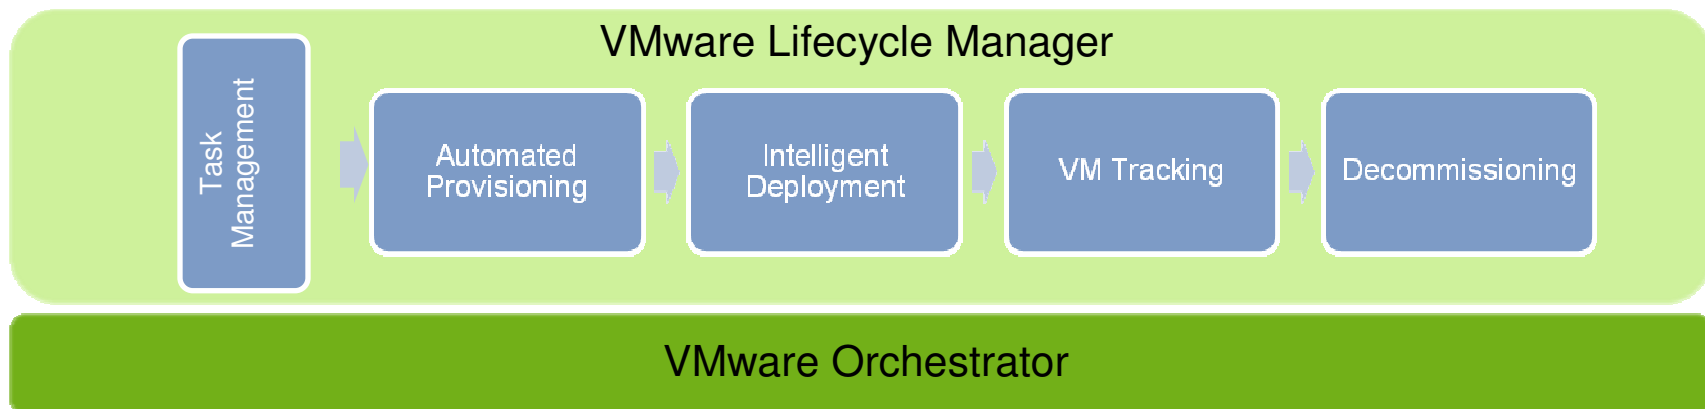 VMware Lifecycle Manager
Task
Management
Automated
Provisioning
Intelligent
Deployment
VM Tracking
Decommissioning
VMware Orchestrator